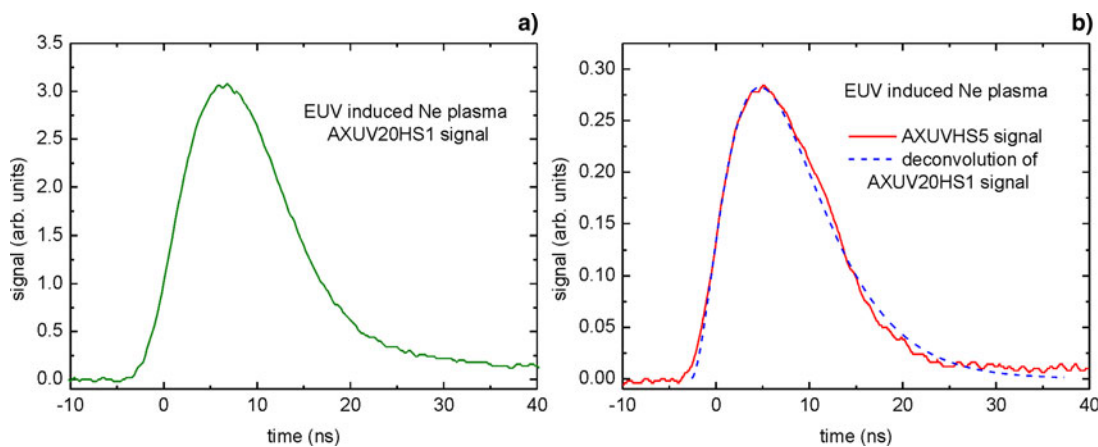 a)
3.5
3.0
2.5
2.0
1.5
1.0
0.5
0.0
signal (arb. units)
EUV induced Ne plasma
AXUV20HS1 signal
-10
0
10
20
30
40
time (ns)
b)
0.30
0.25
0.20
0.15
0.10
0.05
0.00
signal (arb. units)
EUV induced Ne plasma
AXUVHS5 signal
deconvolution of
AXUV20HS1 signal
-10
0
10
20
30
40
time (ns)